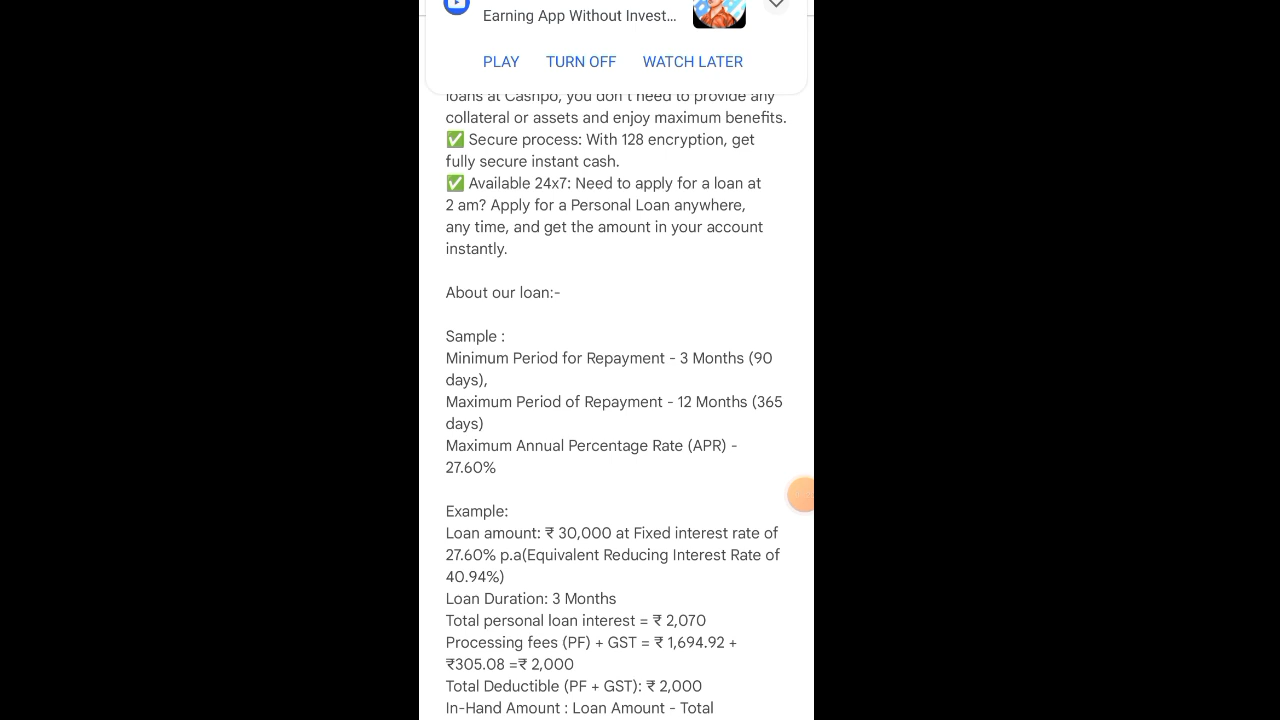 Earning App Without Invest...
PLAY TURN OFF WATCH LATER
loans at Cashpo, you don't need to provide any
collateral or assets and enjoy maximum benefits.
✅ Secure process: With 128 encryption, get
fully secure instant cash.
✅ Available 24x7: Need to apply for a loan at
2 am? Apply for a Personal Loan anywhere,
any time, and get the amount in your account
instantly.
About our loan:-
Sample :
Minimum Period for Repayment - 3 Months (90
days),
Maximum Period of Repayment - 12 Months (365
days)
Maximum Annual Percentage Rate (APR) -
27.60%
Example:
Loan amount: ₹ 30,000 at Fixed interest rate of
27.60% p.a(Equivalent Reducing Interest Rate of
40.94%)
Loan Duration: 3 Months
Total personal loan interest = ₹ 2,070
Processing fees (PF) + GST = ₹ 1,694.92 +
₹305.08 =₹ 2,000
Total Deductible (PF + GST): ₹ 2,000
In-Hand Amount : Loan Amount - Total